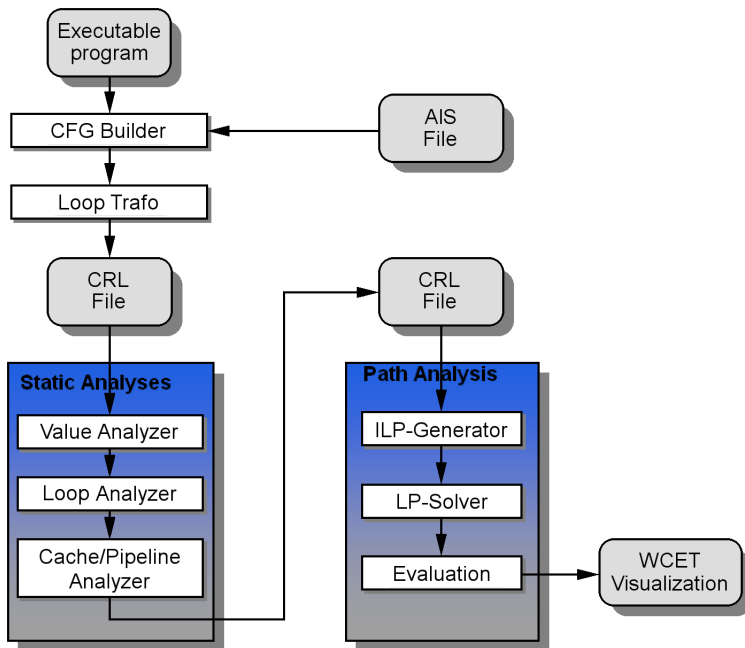 Executable
program
CFG Builder
AIS
File
Loop Trafo
CRL
File
CRL
File
Static Analyses
Value Analyzer
Loop Analyzer
Cache/Pipeline
Analyzer
Path Analysis
ILP-Generator
LP-Solver
Evaluation
WCET
Visualization